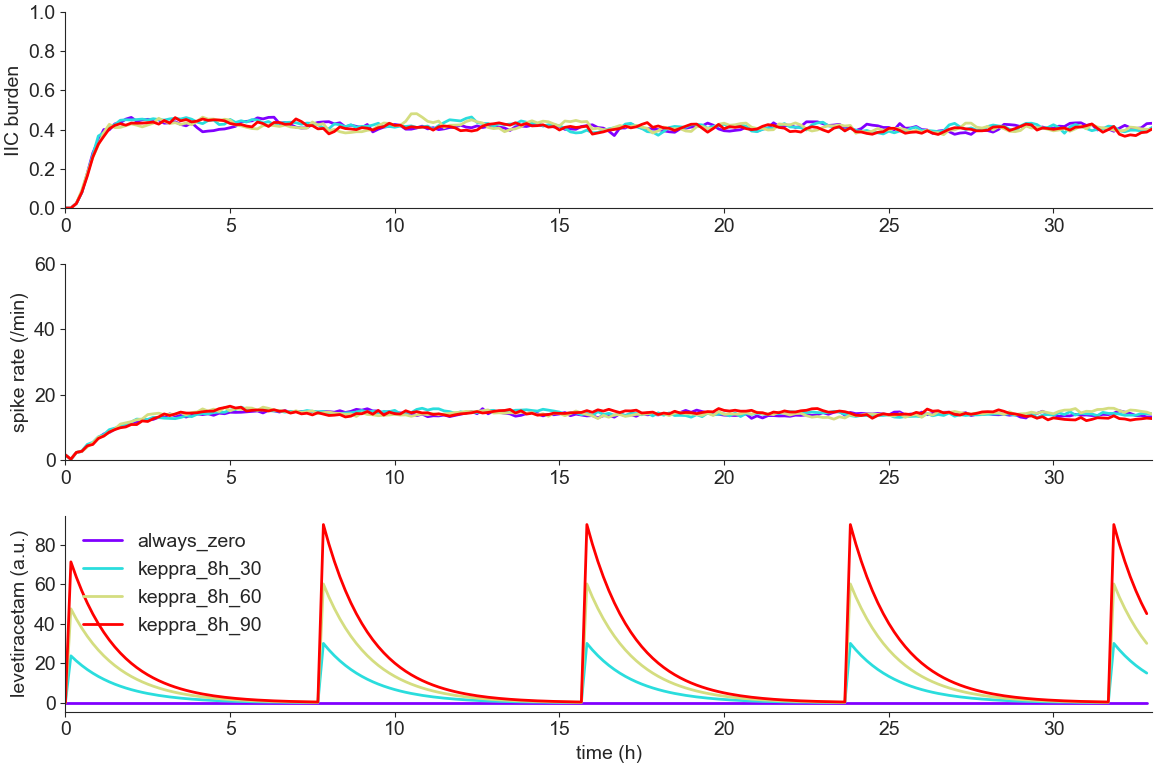 1.0
0.8
0.6
0.4
0.2
0.0
IIC burden
0 5 10 15 20 25 30
60
40
20
0
spike rate (/min)
0 5 10 15 20 25 30
80
60
40
20
0
levetiracetam (a.u.)
always_zero
keppra_8h_30
keppra_8h_60
keppra_8h_90
0 5 10 15 20 25 30
time (h)